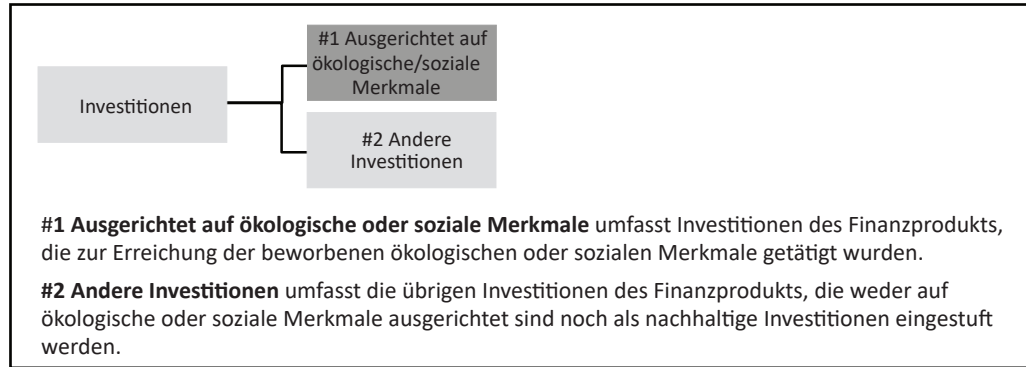 #1 Ausgerichtet auf
ökologische/soziale
Merkmale
Investitionen
#2 Andere
Investitionen
#1 Ausgerichtet auf ökologische oder soziale Merkmale umfasst Investitionen des Finanzprodukts,
die zur Erreichung der beworbenen ökologischen oder sozialen Merkmale getätigt wurden.
#2 Andere Investitionen umfasst die übrigen Investitionen des Finanzprodukts, die weder auf
ökologische oder soziale Merkmale ausgerichtet sind noch als nachhaltige Investitionen eingestuft
werden.